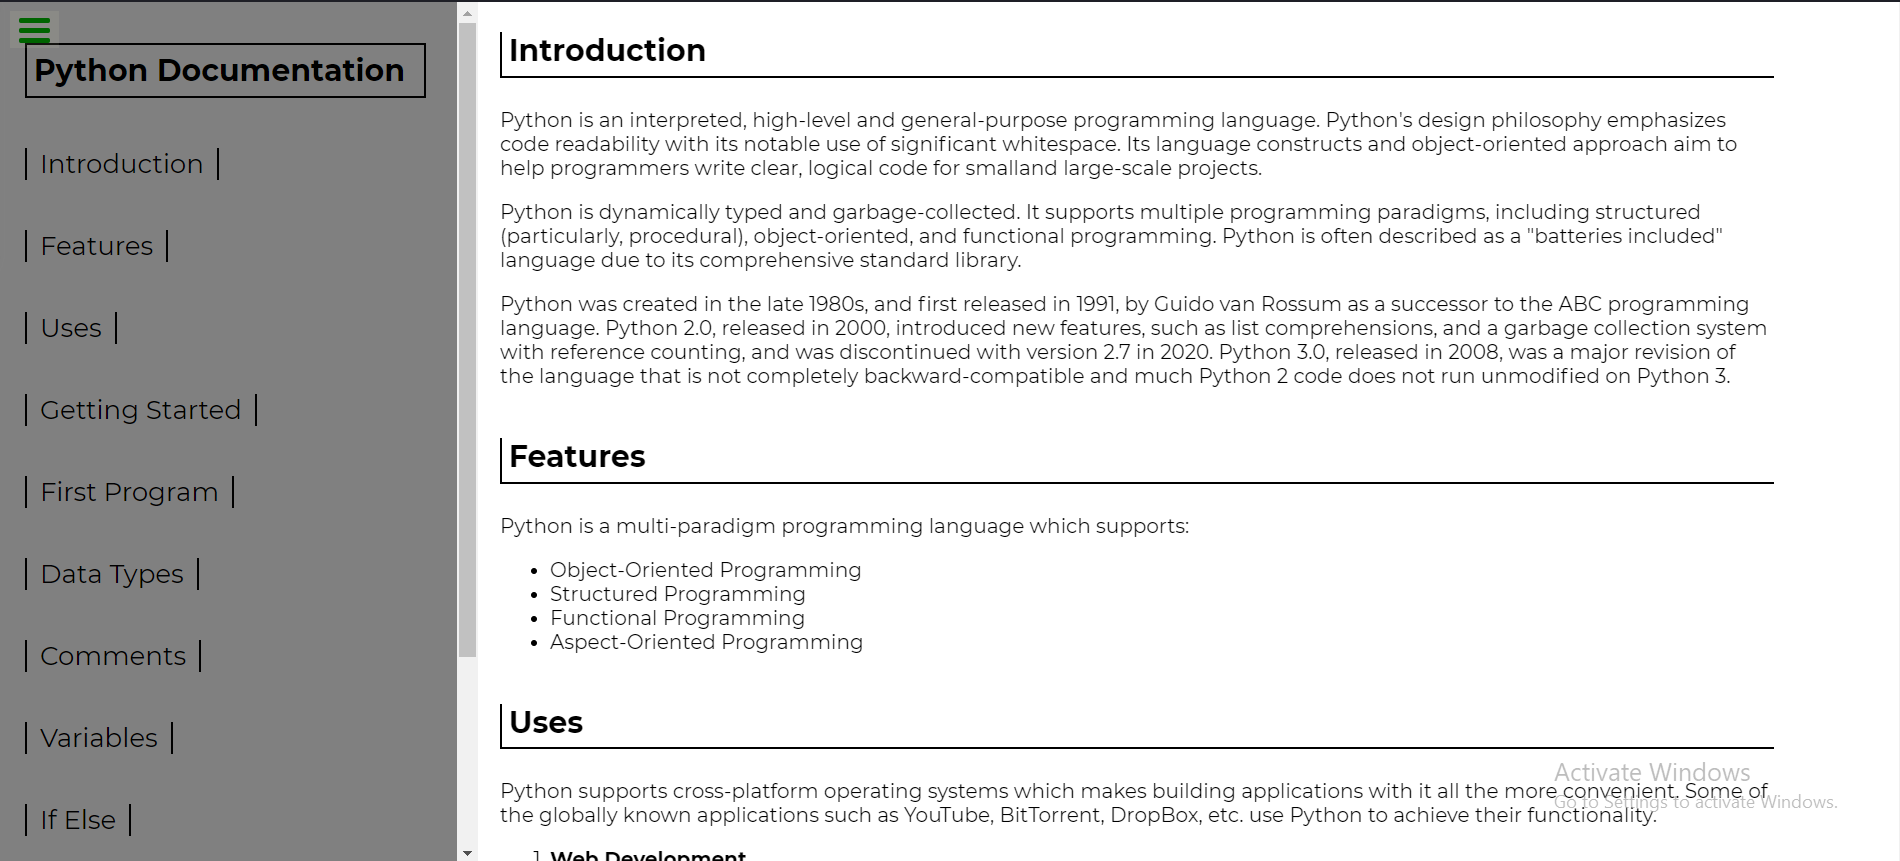 Python Documentation
Introduction
Features
Uses
Getting Started
First Program
Data Types
Comments
Variables
If Else
Introduction
Python is an interpreted, high-level and general-purpose programming language. Python's design philosophy emphasizes
code readability with its notable use of significant whitespace. Its language constructs and object-oriented approach aim to
help programmers write clear, logical code for smalland large-scale projects.
Python is dynamically typed and garbage-collected. It supports multiple programming paradigms, including structured
(particularly, procedural), object-oriented, and functional programming. Python is often described as a "batteries included"
language due to its comprehensive standard library.
Python was created in the late 1980s, and first released in 1991, by Guido van Rossum as a successor to the ABC programming
language. Python 2.0, released in 2000, introduced new features, such as list comprehensions, and a garbage collection system
with reference counting, and was discontinued with version 2.7 in 2020. Python 3.0, released in 2008, was a major revision of
the language that is not completely backward-compatible and much Python 2 code does not run unmodified on Python 3.
Features
Python is a multi-paradigm programming language which supports:
• Object-Oriented Programming
• Structured Programming
• Functional Programming
• Aspect-Oriented Programming
Uses
Python supports cross-platform operating systems which makes building applications with it all the more convenient. Some of
the globally known applications such as YouTube, BitTorrent, DropBox, etc. use Python to achieve their functionality.
1. Web Development
Activate Windows
Go to Settings to activate Windows.